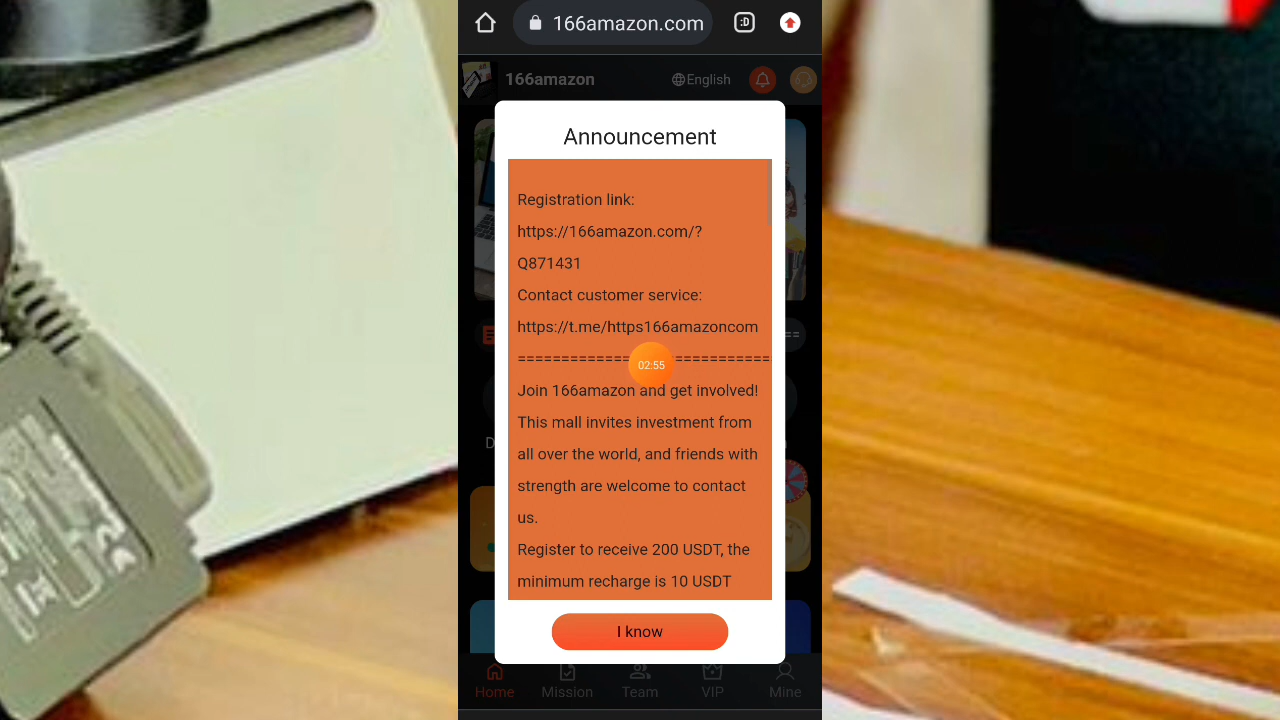 166amazon.com
:D
166amazon
English
Announcement
Registration link:
https://166amazon.com/?
Q871431
Contact customer service:
https://t.me/https166amazoncom
==========================
02:55
Join 166amazon and get involved!
This mall invites investment from
all over the world, and friends with
strength are welcome to contact
us.
Register to receive 200 USDT, the
minimum recharge is 10 USDT
I know
Home
Mission
Team
VIP
Mine